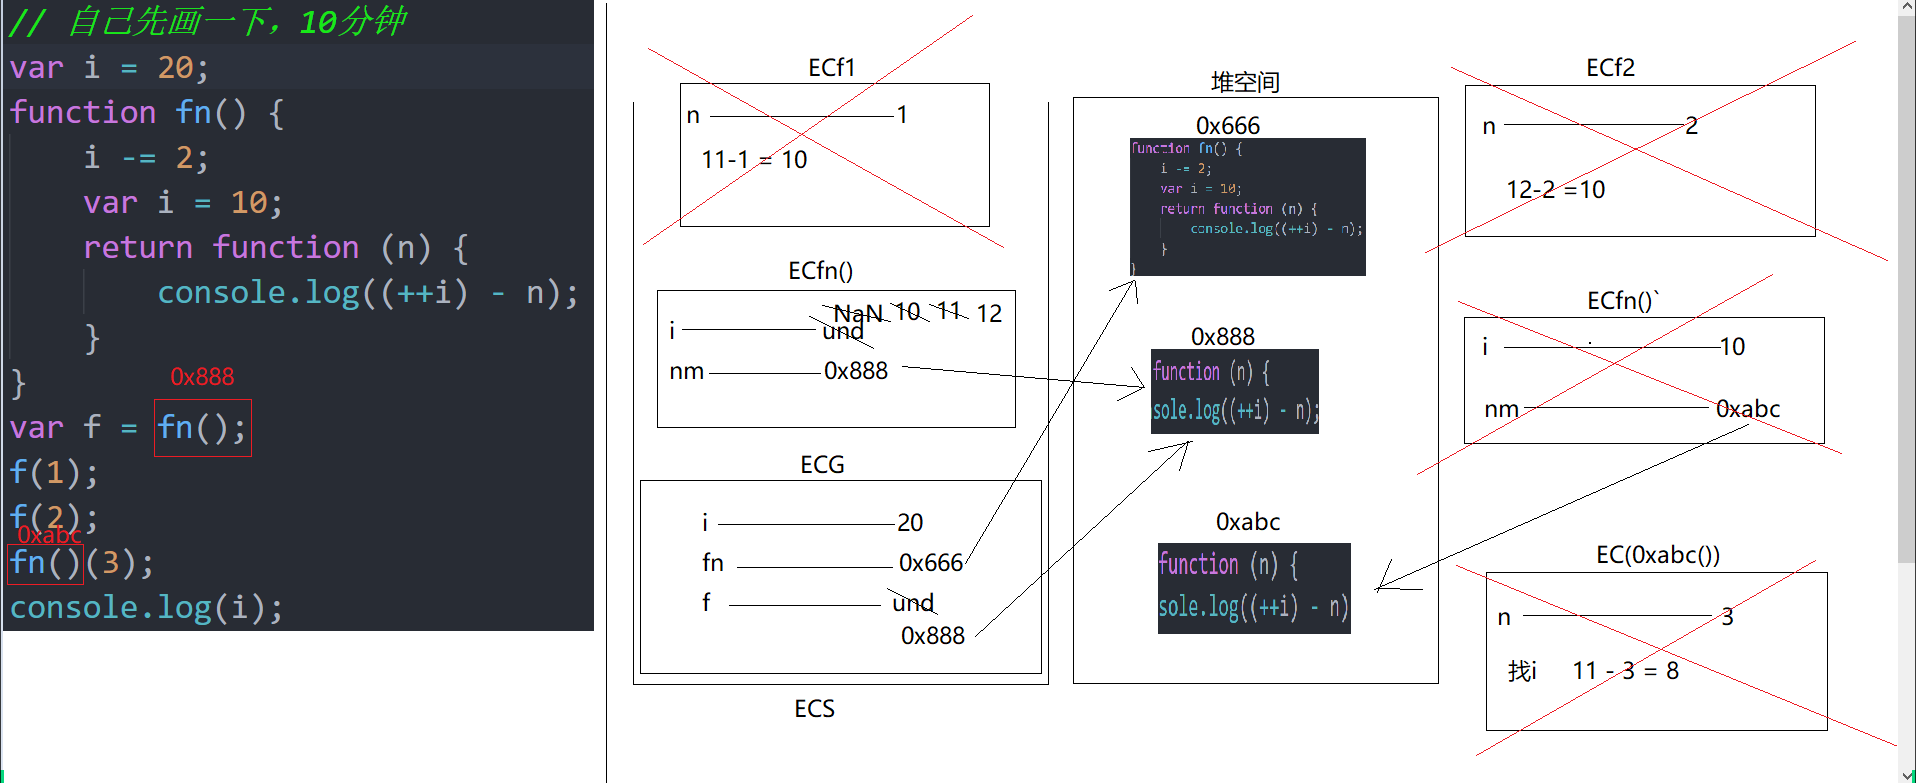 // 自己先画一下，10分钟
var i = 20;
function fn() {
    i -= 2;
    var i = 10;
    return function (n) {
        console.log((++i) - n);
    }
}
0x888
var f = fn();
f(1);
f(2);
0xabc
fn()(3);
console.log(i);
ECf1
n 1
11-1 = 10
ECfn()
NaN 10 11 12
i und
nm 0x888
ECG
i 20
fn 0x666
f und
0x888
ECS
堆空间
0x666
function fn() {
    i -= 2;
    var i = 10;
    return function (n) {
        console.log((++i) - n);
    }
}
0x888
function (n) {
sole.log((++i) - n);
0xabc
function (n) {
sole.log((++i) - n)
ECf2
n 2
12-2 =10
ECfn()`
i 10
nm 0xabc
EC(0xabc())
n 3
找i 11 - 3 = 8